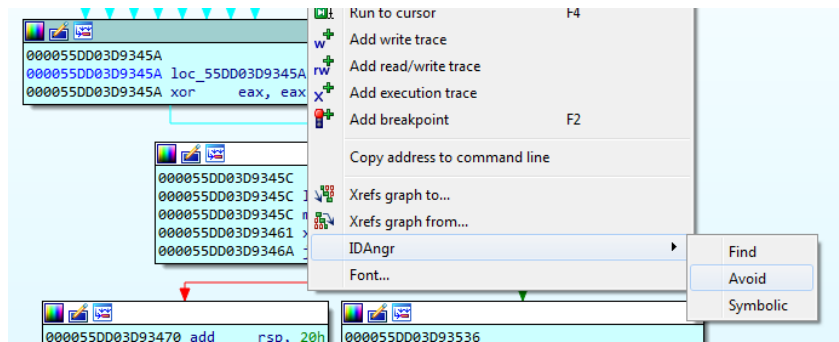 Run to cursor F4
Add write trace
Add read/write trace
Add execution trace
Add breakpoint F2
Copy address to command line
Xrefs graph to...
Xrefs graph from...
IDAngr
Font...
Find
Avoid
Symbolic
000055DD03D9345A
000055DD03D9345A loc_55DD03D9345A
000055DD03D9345A xor eax, eax
000055DD03D9345C
000055DD03D9345C
000055DD03D9345C
000055DD03D93461
000055DD03D9346A
000055DD03D93470 add rsp, 20h
000055DD03D93536